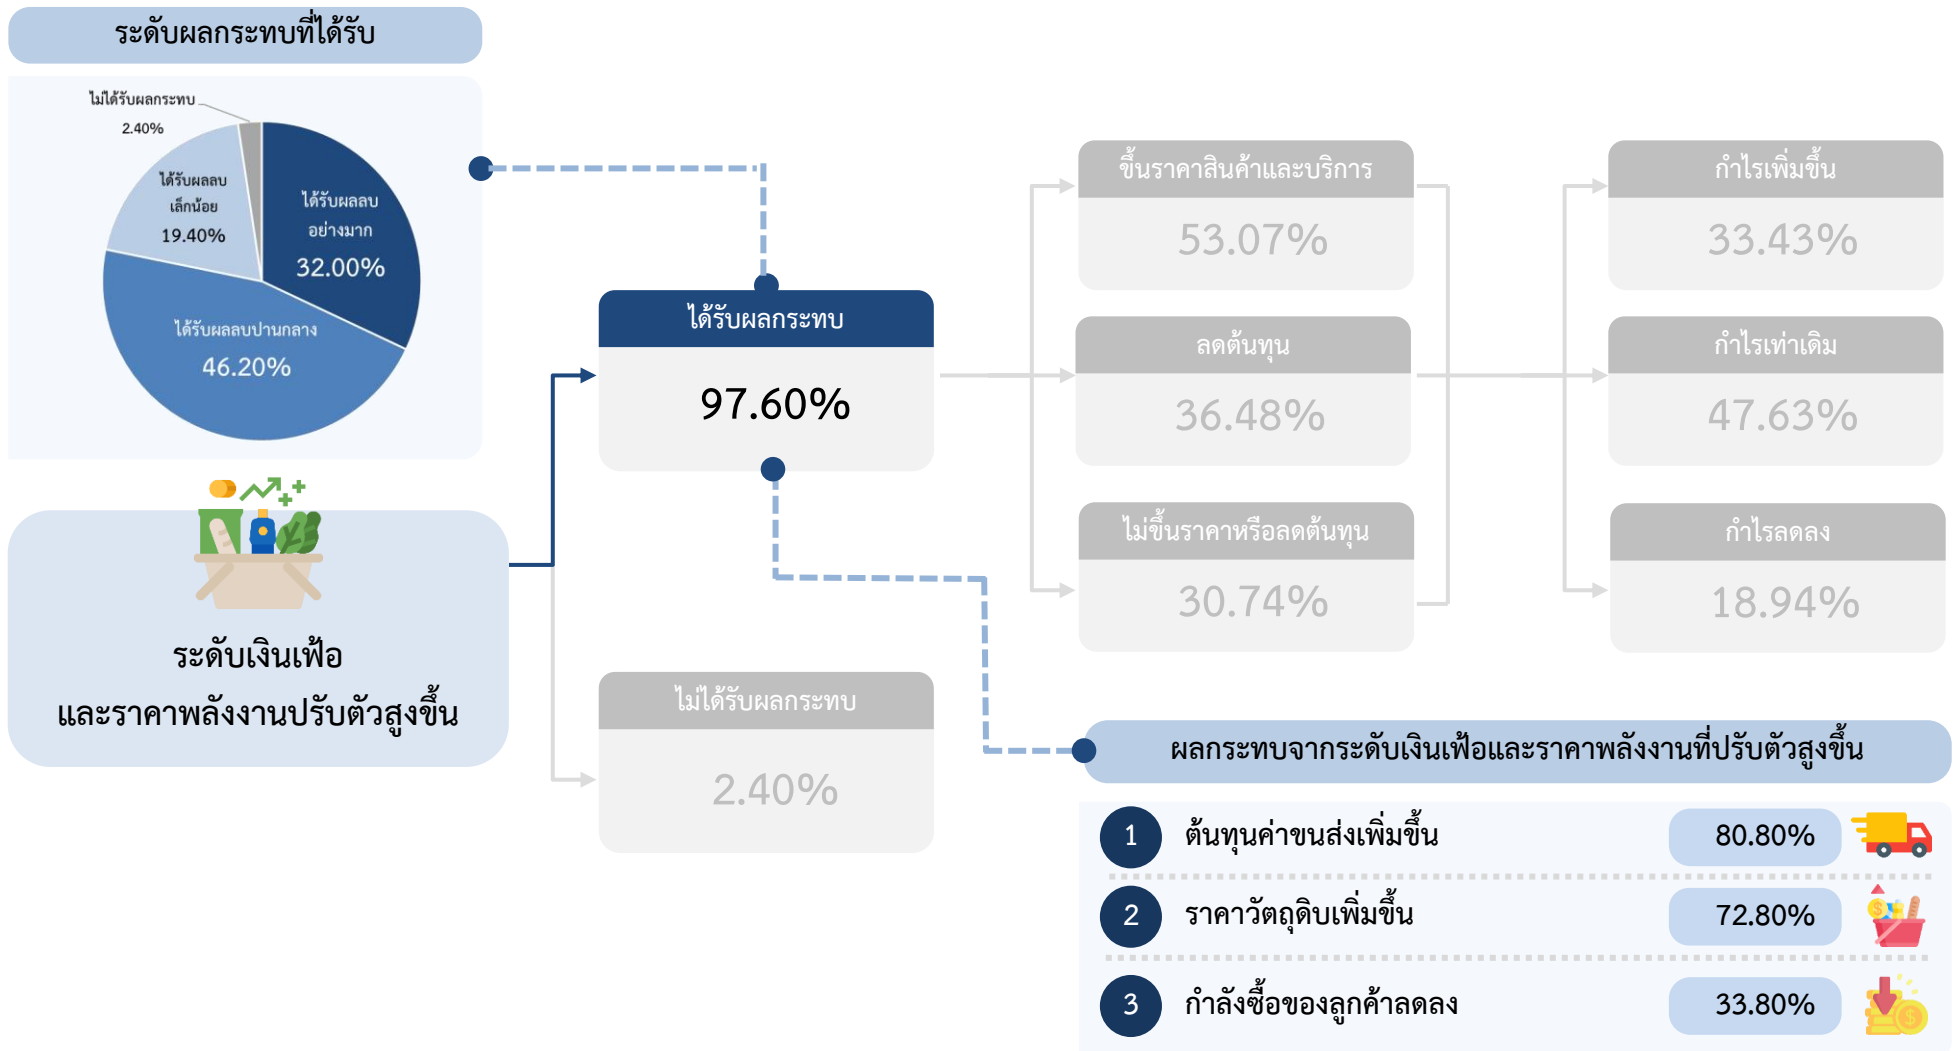 ระดับผลกระทบที่ได้รับ
ไม่ได้รับผลกระทบ
2.40%
ได้รับผลลบ
เล็กน้อย
19.40%
ได้รับผลลบ
อย่างมาก
32.00%
ได้รับผลลบปานกลาง
46.20%
ระดับเงินเฟ้อ
และราคาพลังงานปรับตัวสูงขึ้น
ได้รับผลกระทบ
97.60%
ไม่ได้รับผลกระทบ
2.40%
ขึ้นราคาสินค้าและบริการ
53.07%
ลดต้นทุน
36.48%
ไม่ขึ้นราคาหรือลดต้นทุน
30.74%
กำไรเพิ่มขึ้น
33.43%
กำไรเท่าเดิม
47.63%
กำไรลดลง
18.94%
ผลกระทบจากระดับเงินเฟ้อและราคาพลังงานที่ปรับตัวสูงขึ้น
1 ต้นทุนค่าขนส่งเพิ่มขึ้น 80.80%
2 ราคาวัตถุดิบเพิ่มขึ้น 72.80%
3 กำลังซื้อของลูกค้าลดลง 33.80%